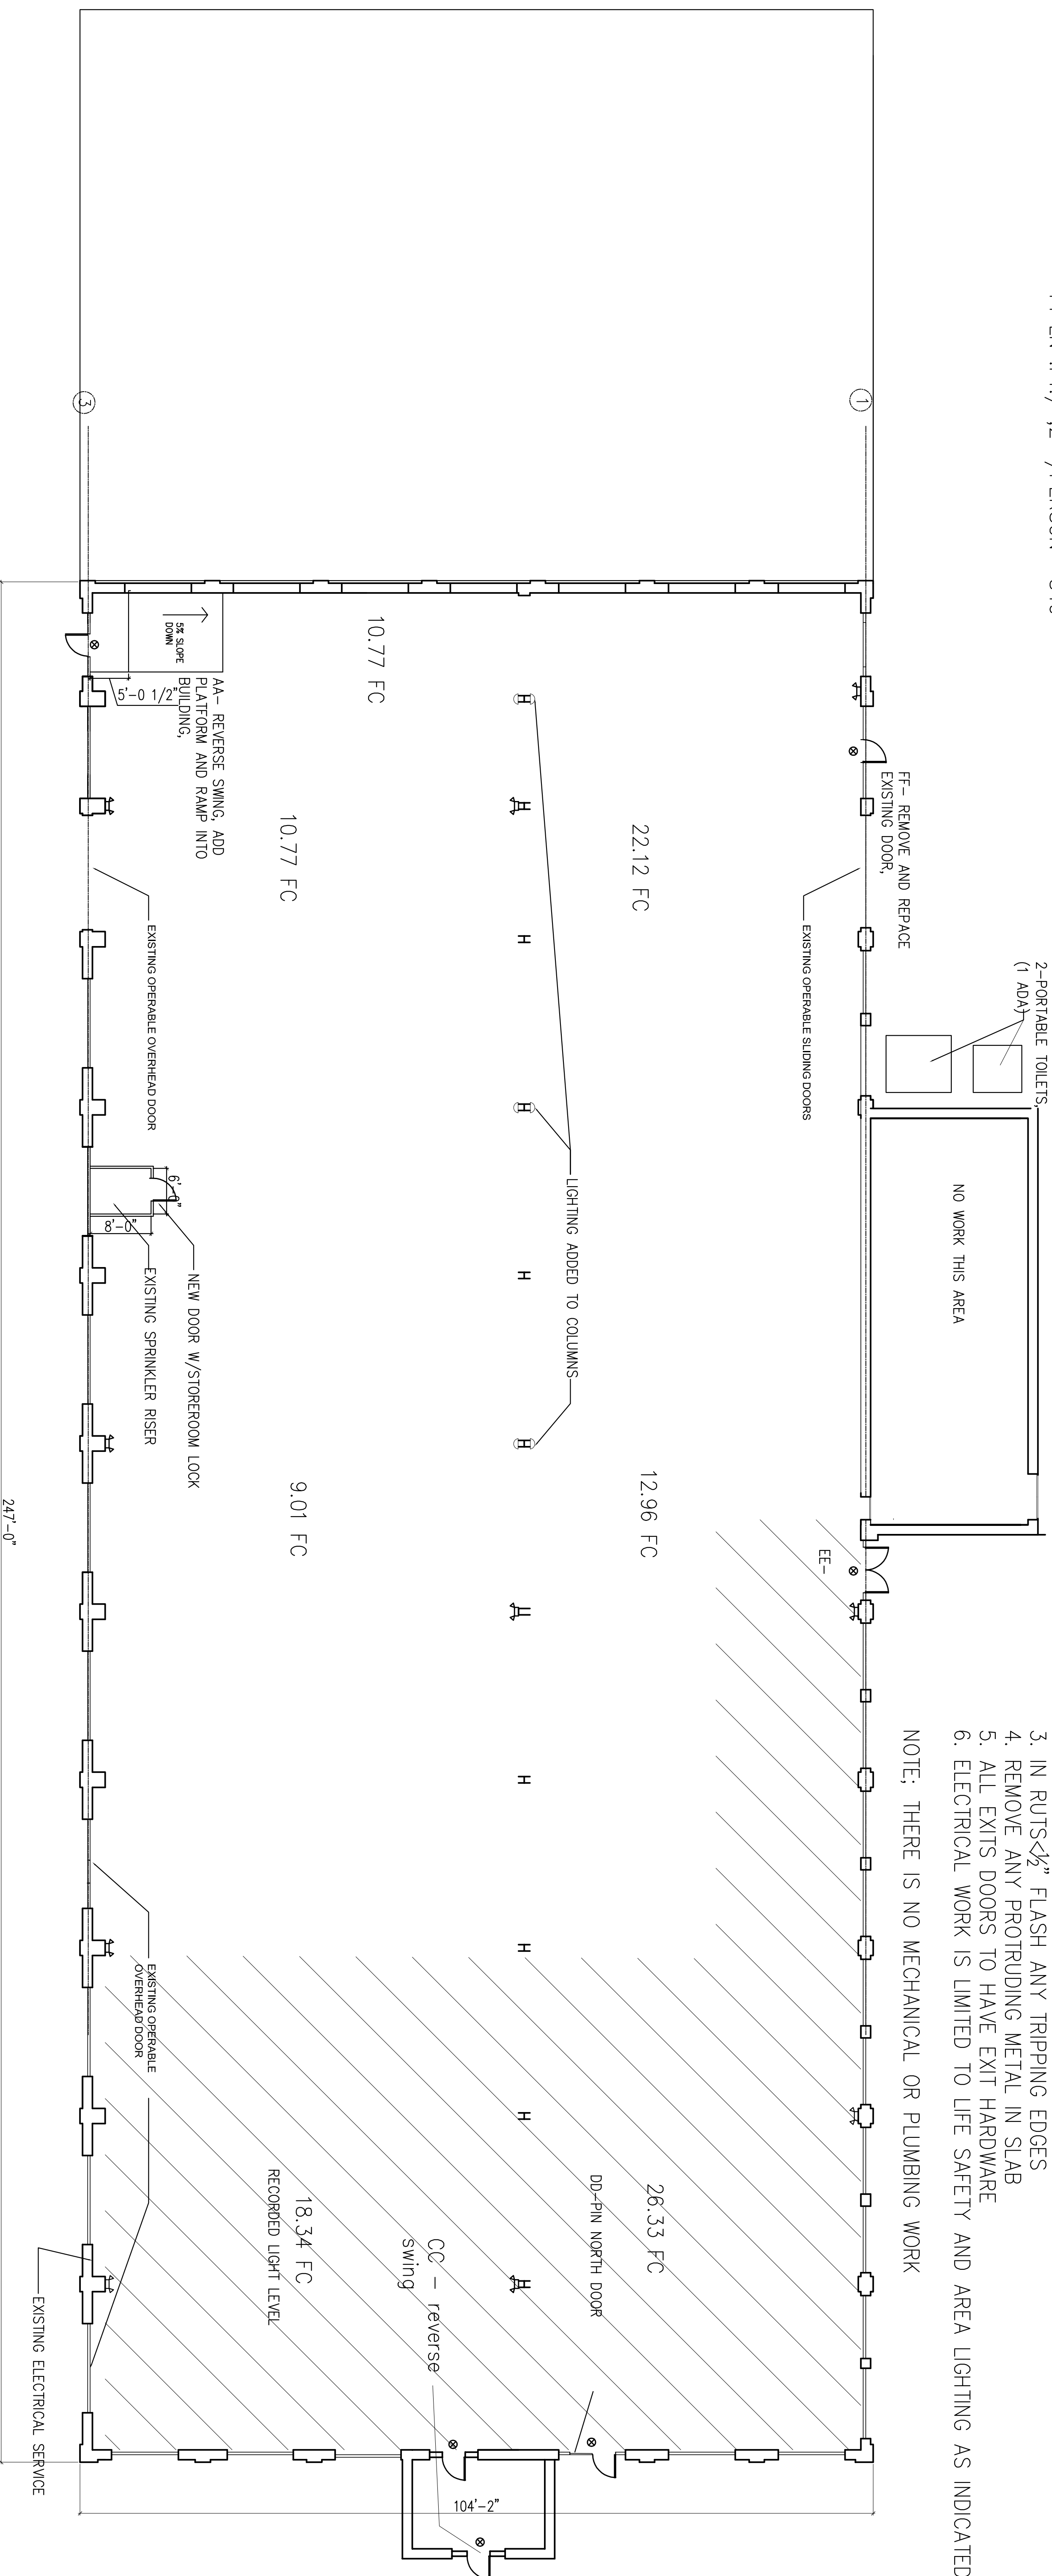 3. IN RUTS<½" FLASH ANY TRIPPING EDGES
4. REMOVE ANY PROTRUDING METAL IN SLAB
5. ALL EXITS DOORS TO HAVE EXIT HARDWARE
6. ELECTRICAL WORK IS LIMITED TO LIFE SAFETY AND AREA LIGHTING AS INDICATED
NOTE; THERE IS NO MECHANICAL OR PLUMBING WORK
2-PORTABLE TOILETS,
(1 ADA)
NO WORK THIS AREA
FF- REMOVE AND REPACE
EXISTING DOOR,
1
EXISTING OPERABLE SLIDING DOORS
EE-
22.12 FC
12.96 FC
26.33 FC
DD-PIN NORTH DOOR
LIGHTING ADDED TO COLUMNS
104'-2"
CC - reverse
swing
10.77 FC
10.77 FC
9.01 FC
18.34 FC
RECORDED LIGHT LEVEL
AA- REVERSE SWING, ADD
PLATFORM AND RAMP INTO
BUILDING,
5% SLOPE
DOWN
5'-0 1/2"
NEW DOOR W/STOREROOM LOCK
EXISTING SPRINKLER RISER
8'-0"
EXISTING OPERABLE OVERHEAD DOOR
EXISTING OPERABLE
OVERHEAD DOOR
3
EXISTING ELECTRICAL SERVICE
247'-0"